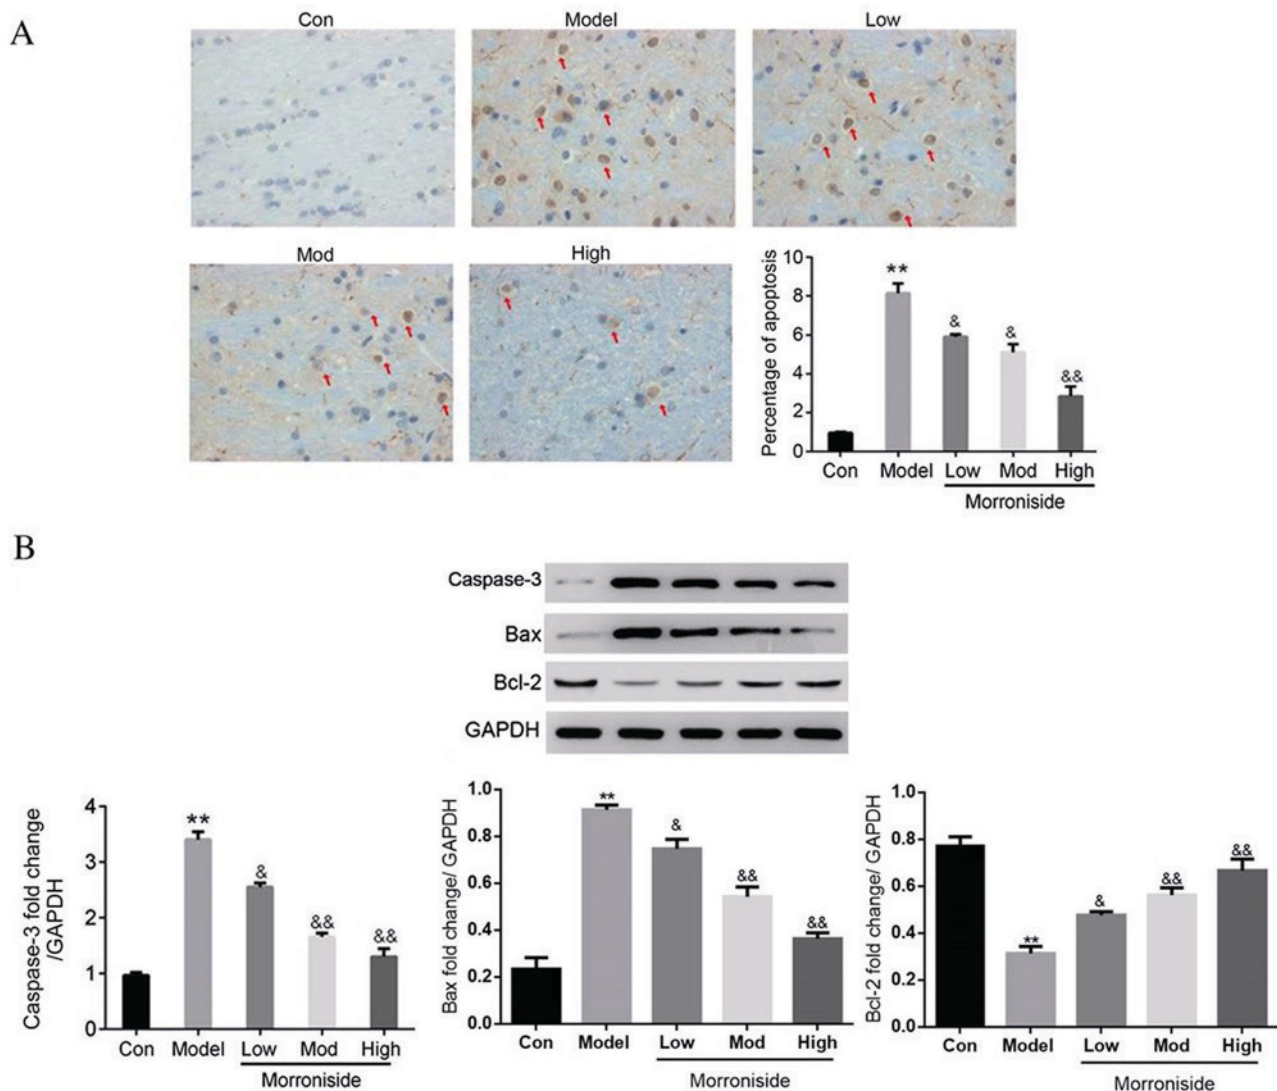 A
Con
Model
Low
Mod
High
Percentage of apoptosis
10
8
6
4
2
0
**
&
&
&&
Con Model Low Mod High
Morroniside
B
Caspase-3
Bax
Bcl-2
GAPDH
Caspase-3 fold change
/GAPDH
4
3
2
1
0
**
&
&&
&&
Con Model Low Mod High
Morroniside
Bax fold change/ GAPDH
1.0
0.8
0.6
0.4
0.2
0.0
**
&
&&
&&
Con Model Low Mod High
Morroniside
Bcl-2 fold change/ GAPDH
1.0
0.8
0.6
0.4
0.2
0.0
**
&
&&
&&
Con Model Low Mod High
Morroniside